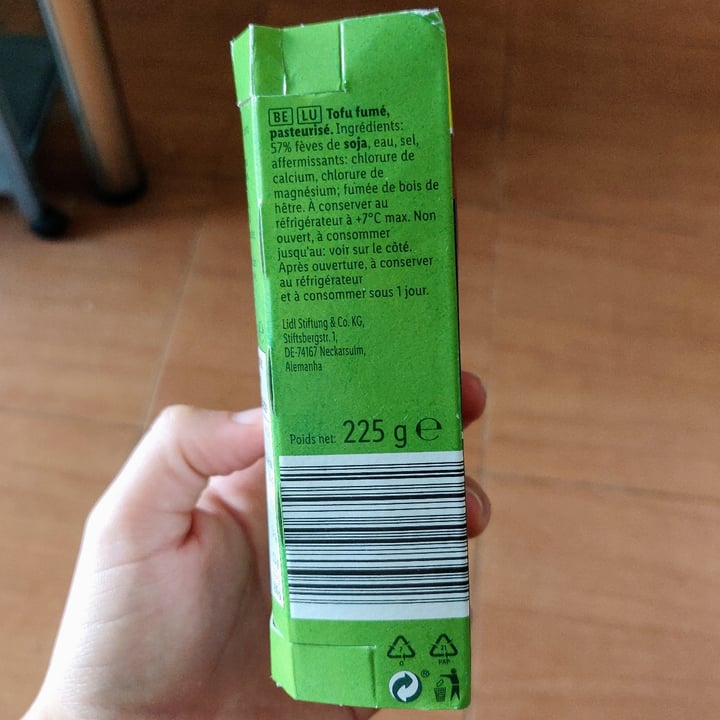 BE LU Tofu fumé,
pasteurisé. Ingrédients:
57% fèves de soja, eau, sel,
affermissants: chlorure de
calcium, chlorure de
magnésium; fumée de bois de
hêtre. À conserver au
réfrigérateur à +7°C max. Non
ouvert, à consommer
jusqu'au: voir sur le côté.
Après ouverture, à conserver
au réfrigérateur
et à consommer sous 1 jour.
Lidl Stiftung & Co. KG,
Stiftsbergstr. 1,
DE-74167 Neckarsulm,
Alemanha
Poids net: 225 g ℮
7 21
O PAP
®